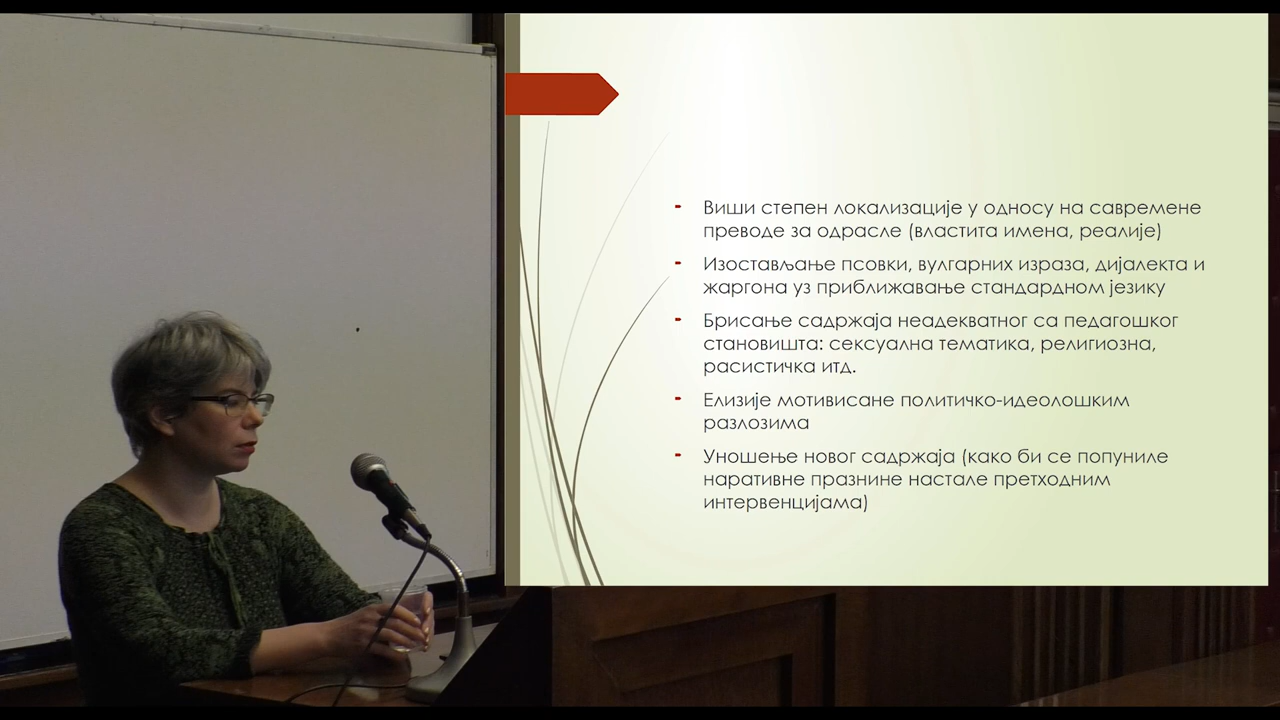 - Виши степен локализације у односу на савремене
преводе за одрасле (властита имена, реалије)
- Изостављање псовки, вулгарних израза, дијалекта и
жаргона уз приближавање стандардном језику
- Брисање садржаја неадекватног са педагошког
становишта: сексуална тематика, религиозна,
расистичка итд.
- Елизије мотивисане политичко-идеолошким
разлозима
- Уношење новог садржаја (како би се попуниле
наративне празнине настале претходним
интервенцијама)